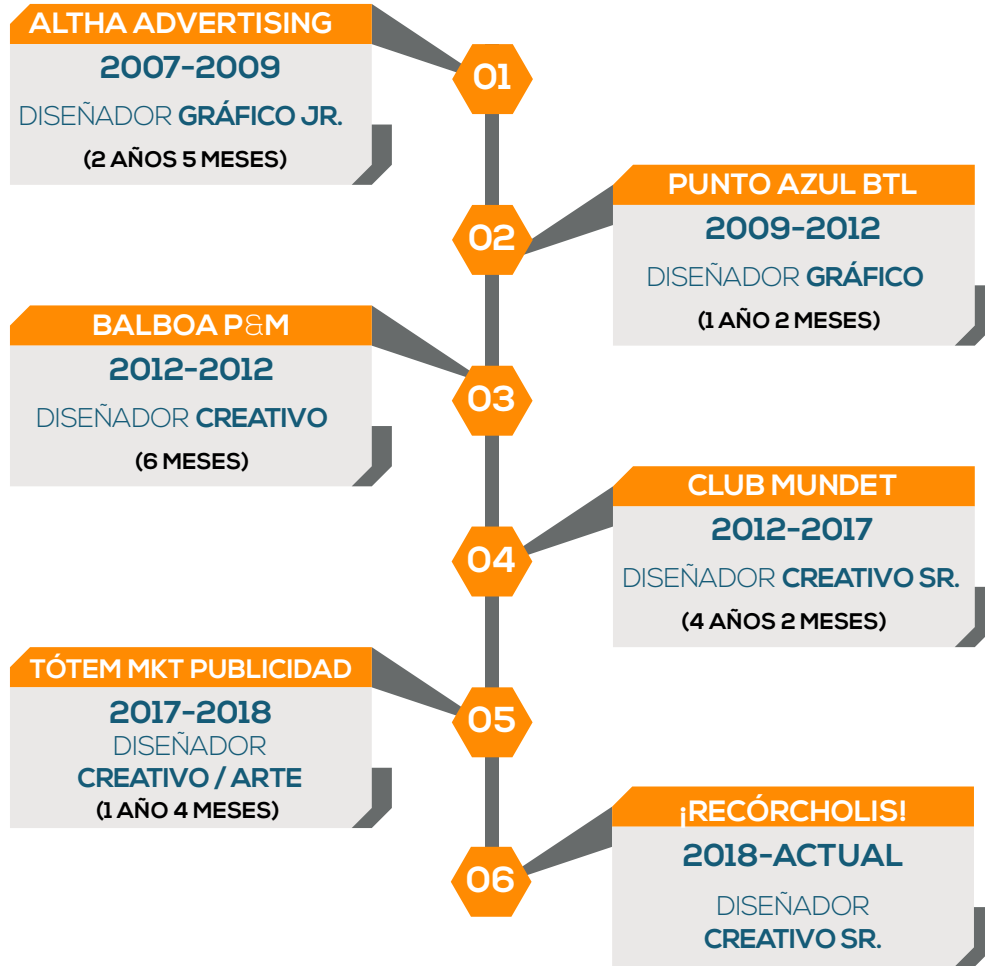 ALTHA ADVERTISING
2007-2009
DISEÑADOR GRÁFICO JR.
(2 AÑOS 5 MESES)
01
PUNTO AZUL BTL
2009-2012
DISEÑADOR GRÁFICO
(1 AÑO 2 MESES)
02
BALBOA P&M
2012-2012
DISEÑADOR CREATIVO
(6 MESES)
03
CLUB MUNDET
2012-2017
DISEÑADOR CREATIVO SR.
(4 AÑOS 2 MESES)
04
TÓTEM MKT PUBLICIDAD
2017-2018
DISEÑADOR
CREATIVO / ARTE
(1 AÑO 4 MESES)
05
¡RECÓRCHOLIS!
2018-ACTUAL
DISEÑADOR
CREATIVO SR.
06